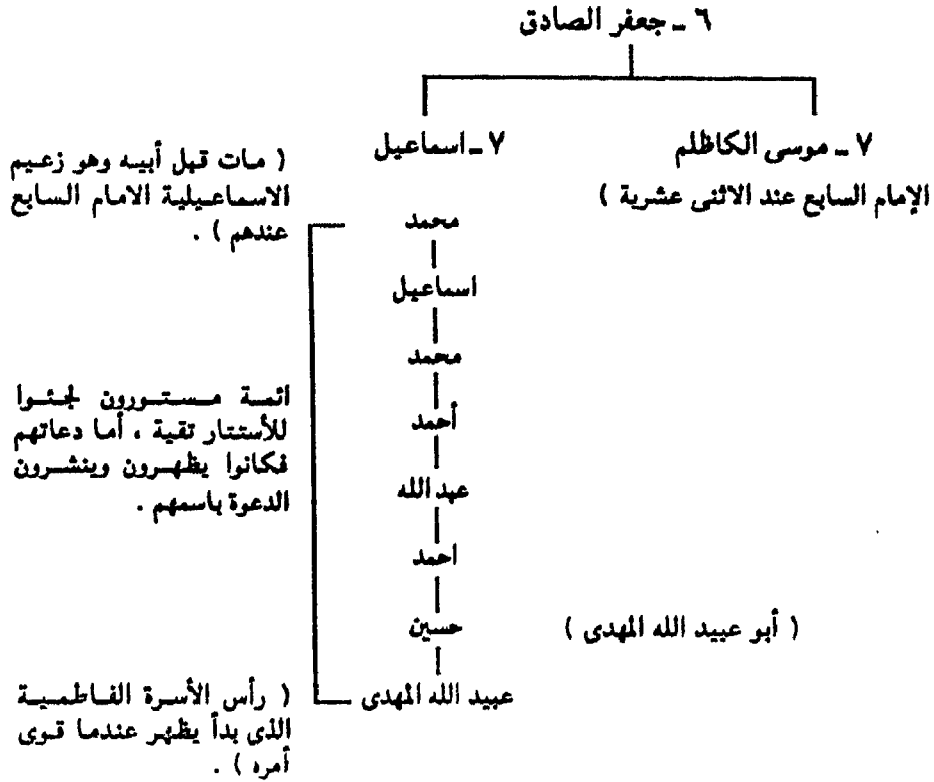 ٦ ـ جعفر الصادق
٧ ـ موسى الكاظلم
الإمام السابع عند الاثنى عشرية )
٧ ـ اسماعيل
( مات قبل أبيه وهو زعيم
الاسماعيلية الامام السابع
عندهم ) .
محمد
اسماعيل
محمد
أحمد
عبد الله
احمد
حسين
( أبو عبيد الله المهدى )
عبيد الله المهدى
ائمة مستورون لجئوا
للأستتار تقية ، أما دعاتهم
فكانوا يظهرون وينشرون
الدعوة باسمهم .
( رأس الأسرة الفاطمية
الذى بدأ يظهر عندما قوى
أمره ) .